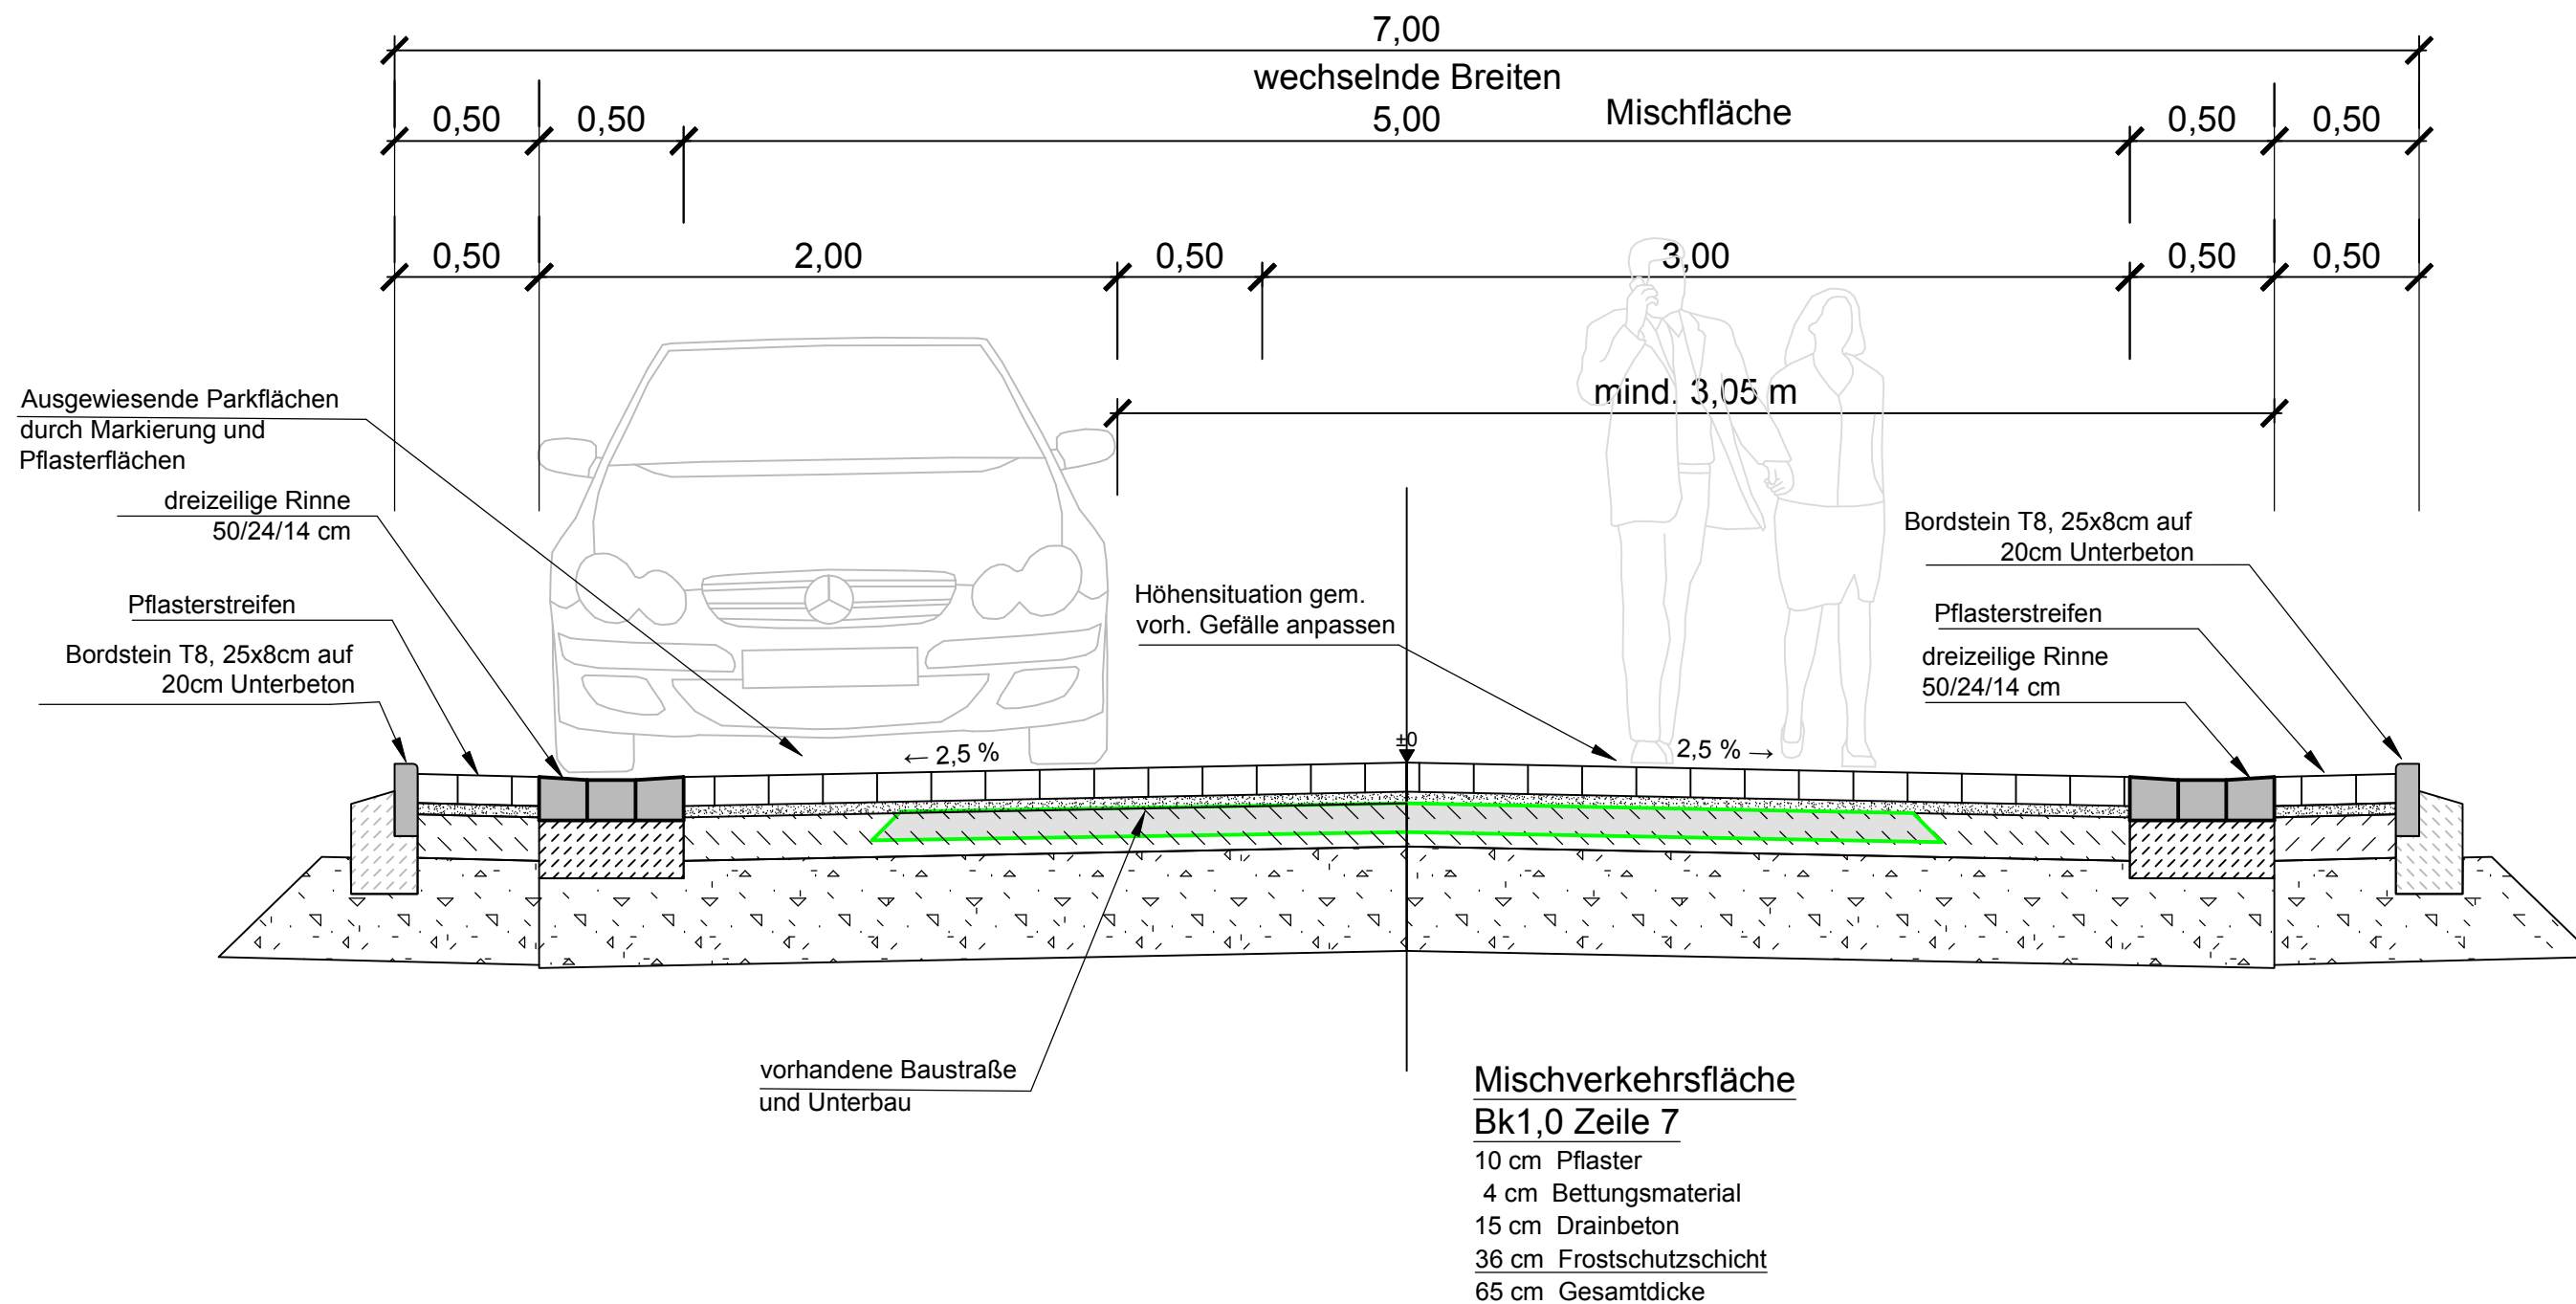 7,00
wechselnde Breiten
0,50 0,50 5,00 Mischfläche 0,50 0,50
0,50 2,00 0,50 3,00 0,50 0,50
mind. 3,05 m
Ausgewiesende Parkflächen
durch Markierung und
Pflasterflächen
dreizeilige Rinne
50/24/14 cm
Pflasterstreifen
Bordstein T8, 25x8cm auf
20cm Unterbeton
Höhensituation gem.
vorh. Gefälle anpassen
Bordstein T8, 25x8cm auf
20cm Unterbeton
Pflasterstreifen
dreizeilige Rinne
50/24/14 cm
← 2,5 %
±0
2,5 % →
vorhandene Baustraße
und Unterbau
Mischverkehrsfläche
Bk1,0 Zeile 7
10 cm Pflaster
4 cm Bettungsmaterial
15 cm Drainbeton
36 cm Frostschutzschicht
65 cm Gesamtdicke